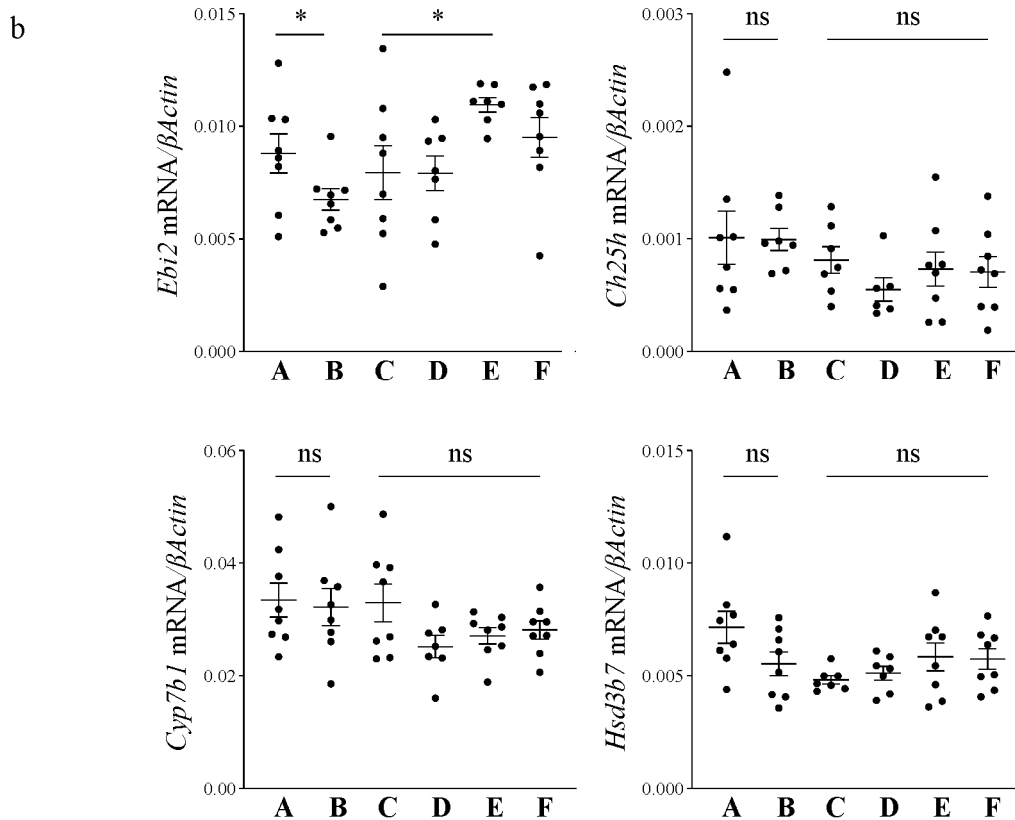 b
Ebi2 mRNA/βActin
0.015
0.010
0.005
0.000
* *
A B C D E F
Ch25h mRNA/βActin
0.003
0.002
0.001
0.000
ns ns
A B C D E F
Cyp7b1 mRNA/βActin
0.06
0.04
0.02
0.00
ns ns
A B C D E F
Hsd3b7 mRNA/βActin
0.015
0.010
0.005
0.000
ns ns
A B C D E F